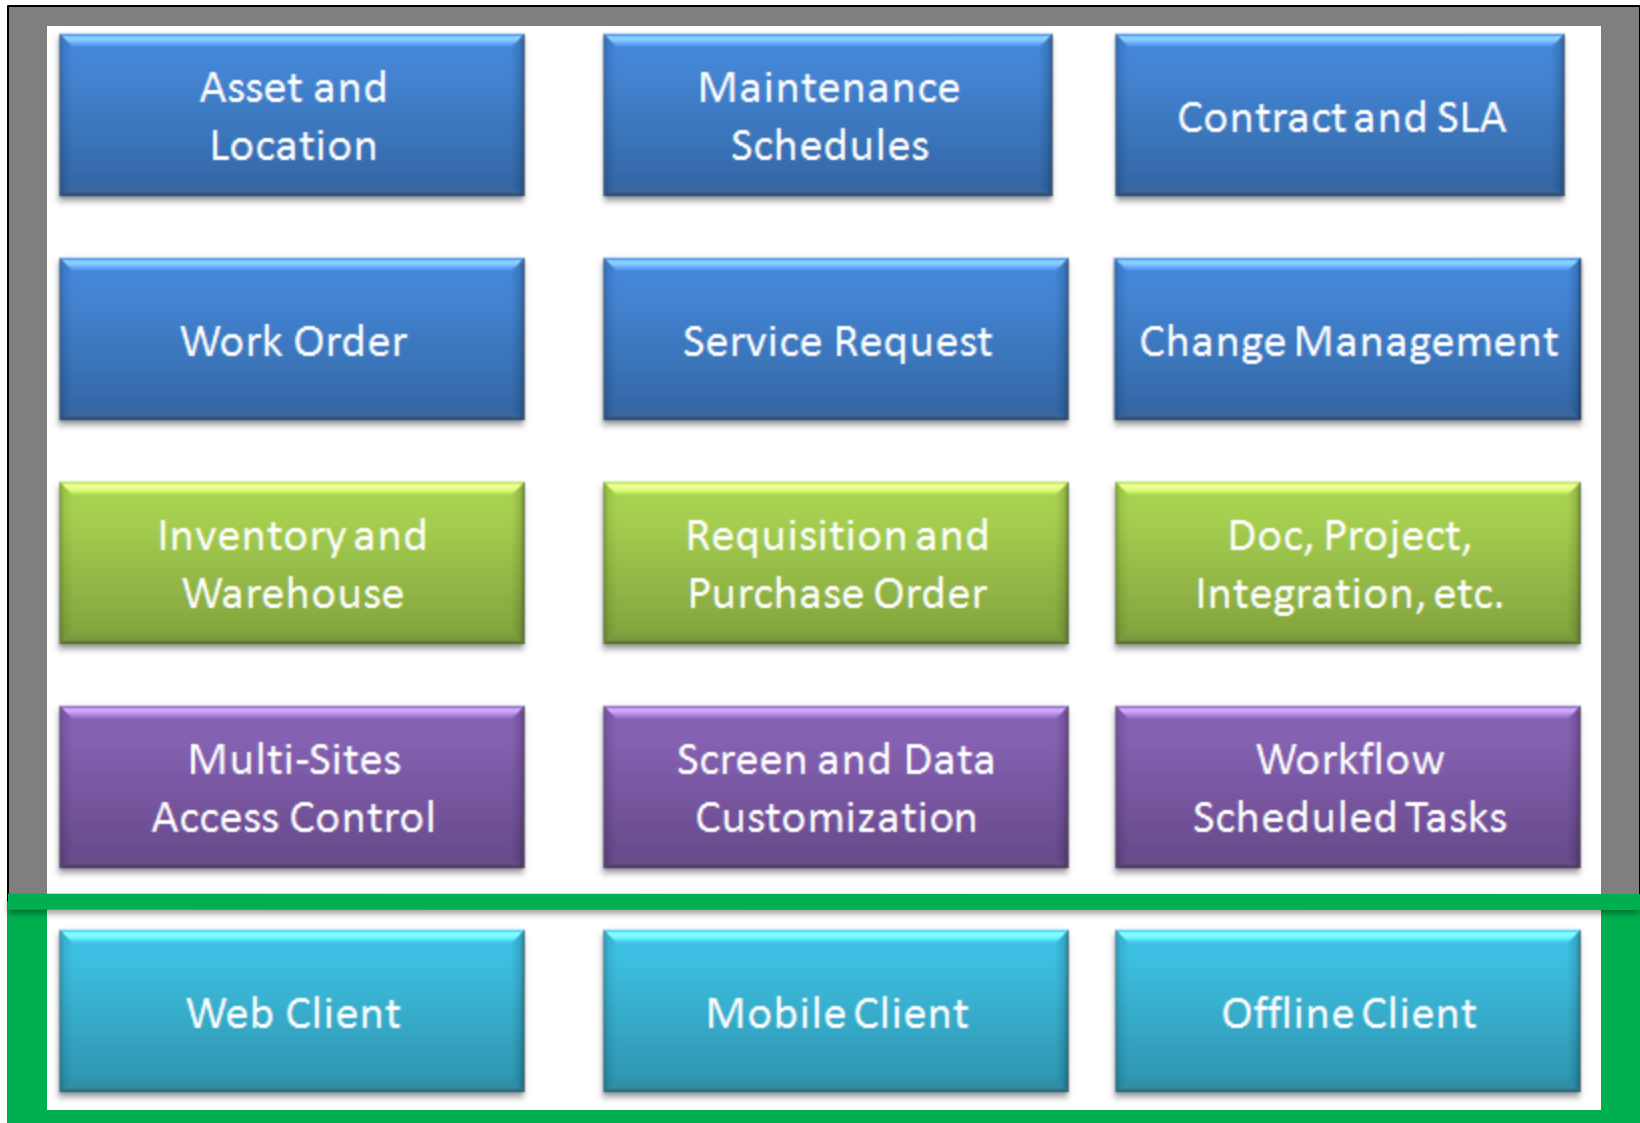 Asset and
Location
Maintenance
Schedules
Contract and SLA
Work Order
Service Request
Change Management
Inventory and
Warehouse
Requisition and
Purchase Order
Doc, Project,
Integration, etc.
Multi-Sites
Access Control
Screen and Data
Customization
Workflow
Scheduled Tasks
Web Client
Mobile Client
Offline Client